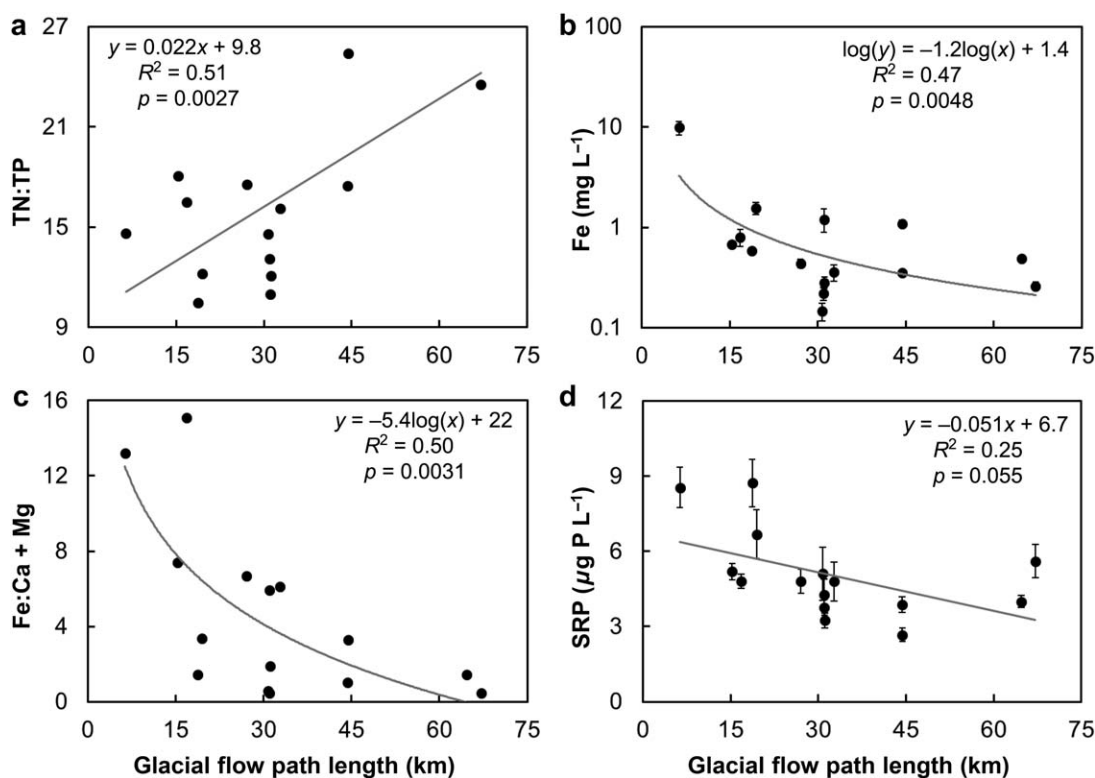 a
y = 0.022x + 9.8
R² = 0.51
p = 0.0027
TN:TP
27
21
15
9
0 15 30 45 60 75
b
log(y) = −1.2log(x) + 1.4
R² = 0.47
p = 0.0048
Fe (mg L⁻¹)
100
10
1
0.1
0 15 30 45 60 75
c
y = −5.4log(x) + 22
R² = 0.50
p = 0.0031
Fe:Ca + Mg
16
12
8
4
0
0 15 30 45 60 75
Glacial flow path length (km)
d
y = −0.051x + 6.7
R² = 0.25
p = 0.055
SRP (µg P L⁻¹)
12
9
6
3
0
0 15 30 45 60 75
Glacial flow path length (km)